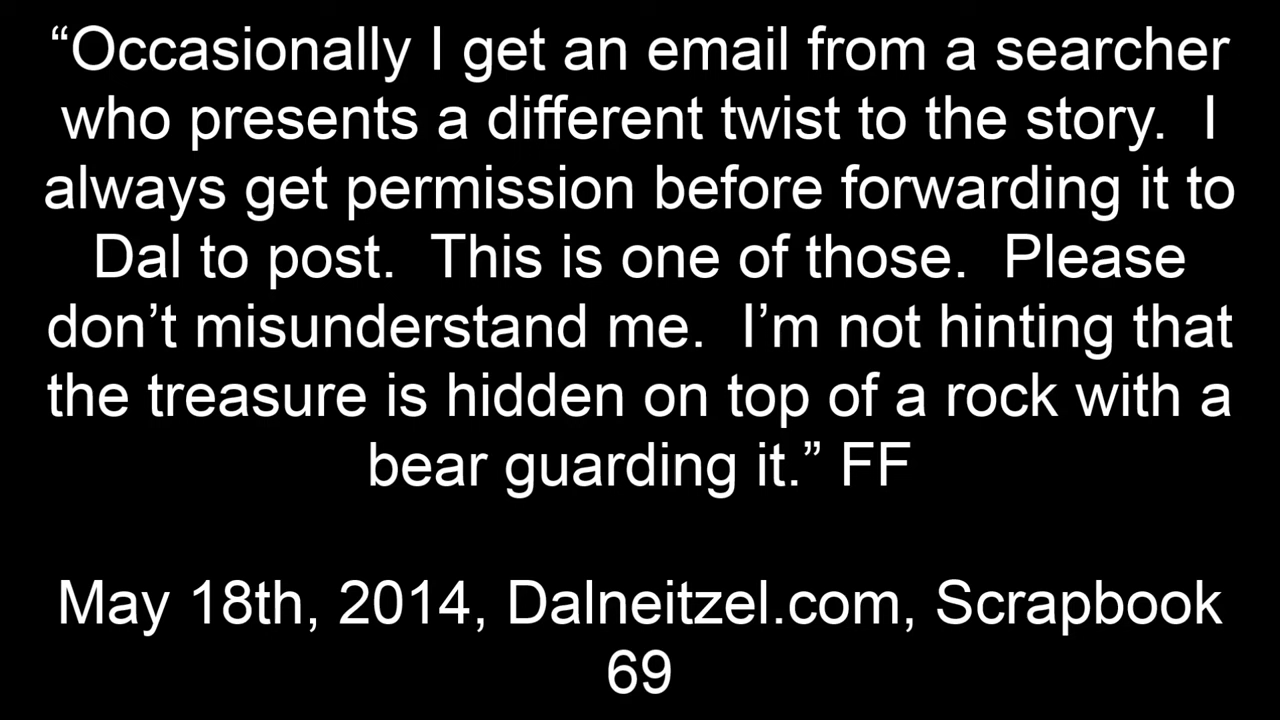 “Occasionally I get an email from a searcher
who presents a different twist to the story.  I
always get permission before forwarding it to
Dal to post.  This is one of those.  Please
don’t misunderstand me.  I’m not hinting that
the treasure is hidden on top of a rock with a
bear guarding it.” FF
May 18th, 2014, Dalneitzel.com, Scrapbook
69